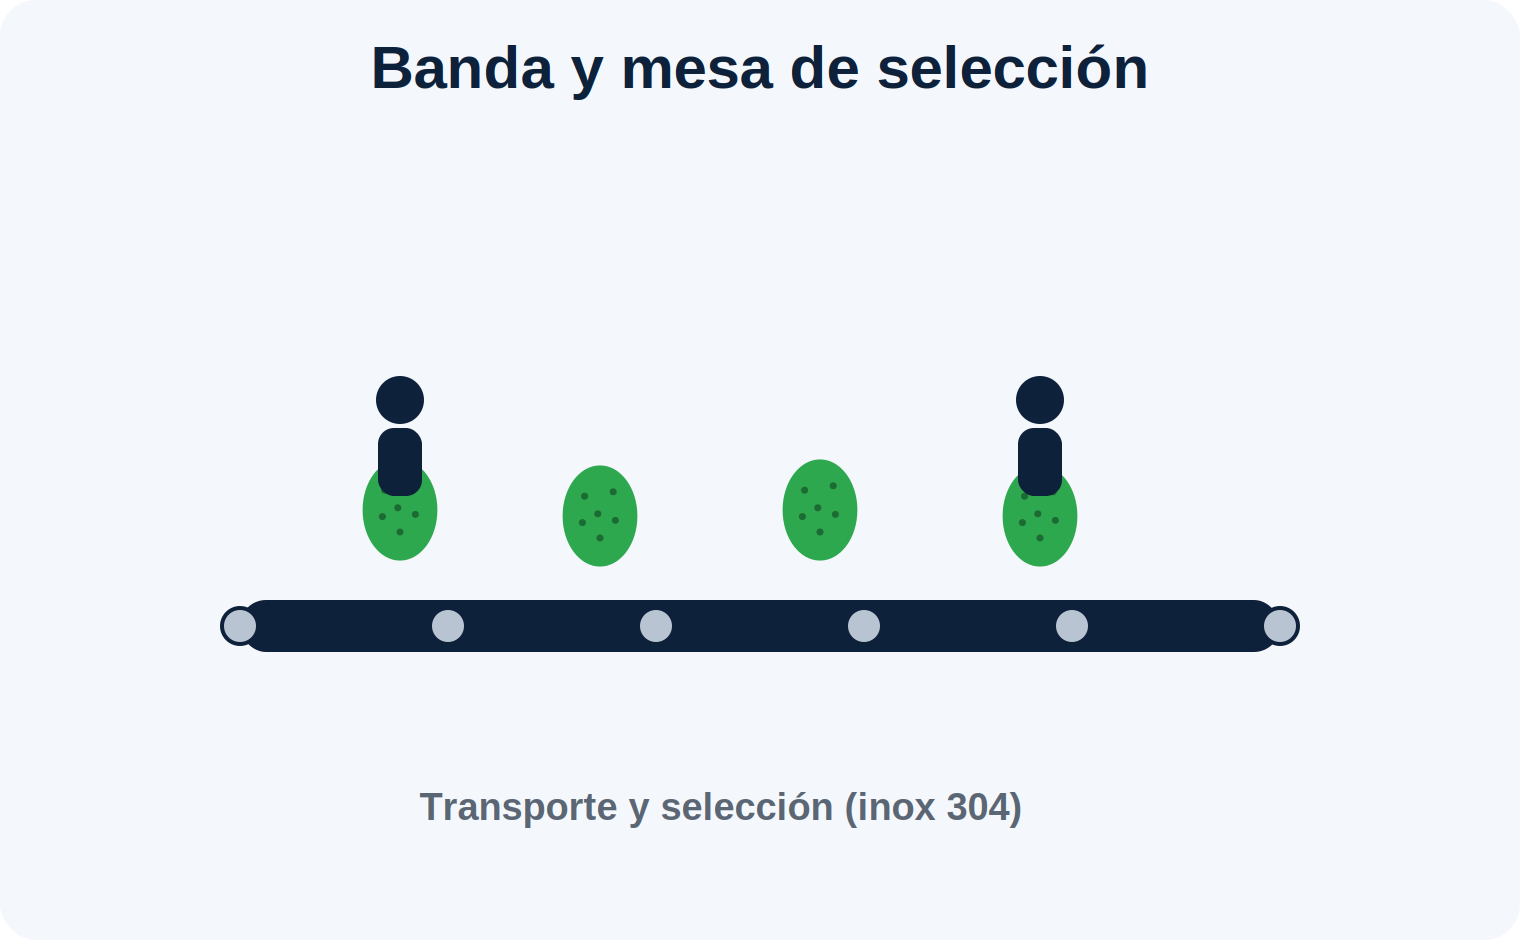 Banda y mesa de selección
Transporte y selección (inox 304)